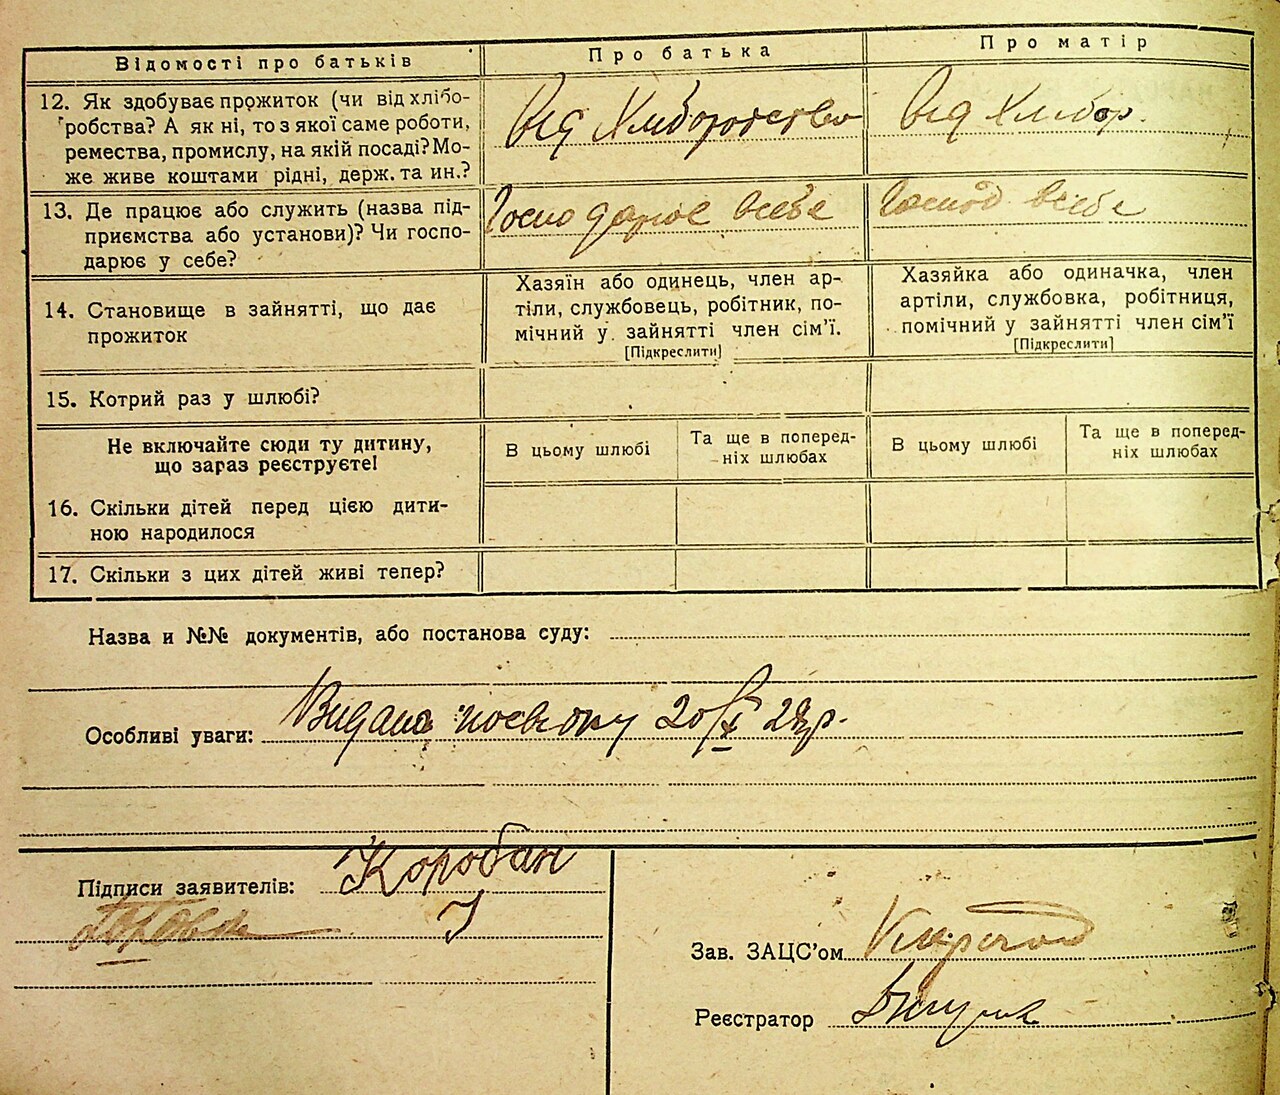 Відомості про батьків
Про батька
Про матір
12. Як здобуває прожиток (чи від хлібо-
робства? А як ні, то з якої саме роботи,
ремества, промислу, на якій посаді? Мо-
же живе коштами рідні, держ. та ин.?
Від Хліборобства
Від Хлібор.
13. Де працює або служить (назва під-
приємства або установи)? Чи госпо-
дарює у себе?
Господарює всебе
Господ всебе
14. Становище в зайнятті, що дає
прожиток
Хазяїн або одинець, член ар-
тіли, службовець, робітник, по-
мічний у зайнятті член сім'ї.
[Підкреслити]
Хазяйка або одиначка, член
артіли, службовка, робітниця,
помічний у зайнятті член сім'ї
[Підкреслити]
15. Котрий раз у шлюбі?
Не включайте сюди ту дитину,
що зараз реєструєте!
В цьому шлюбі
Та ще в поперед-
ніх шлюбах
В цьому шлюбі
Та ще в поперед-
ніх шлюбах
16. Скільки дітей перед цією дити-
ною народилося
17. Скільки з цих дітей живі тепер?
Назва и №№ документів, або постанова суду:
Особливі уваги: Видана 20/X 28р.
Підписи заявителів: Коробан
Зав. ЗАЦС'ом
Реєстратор